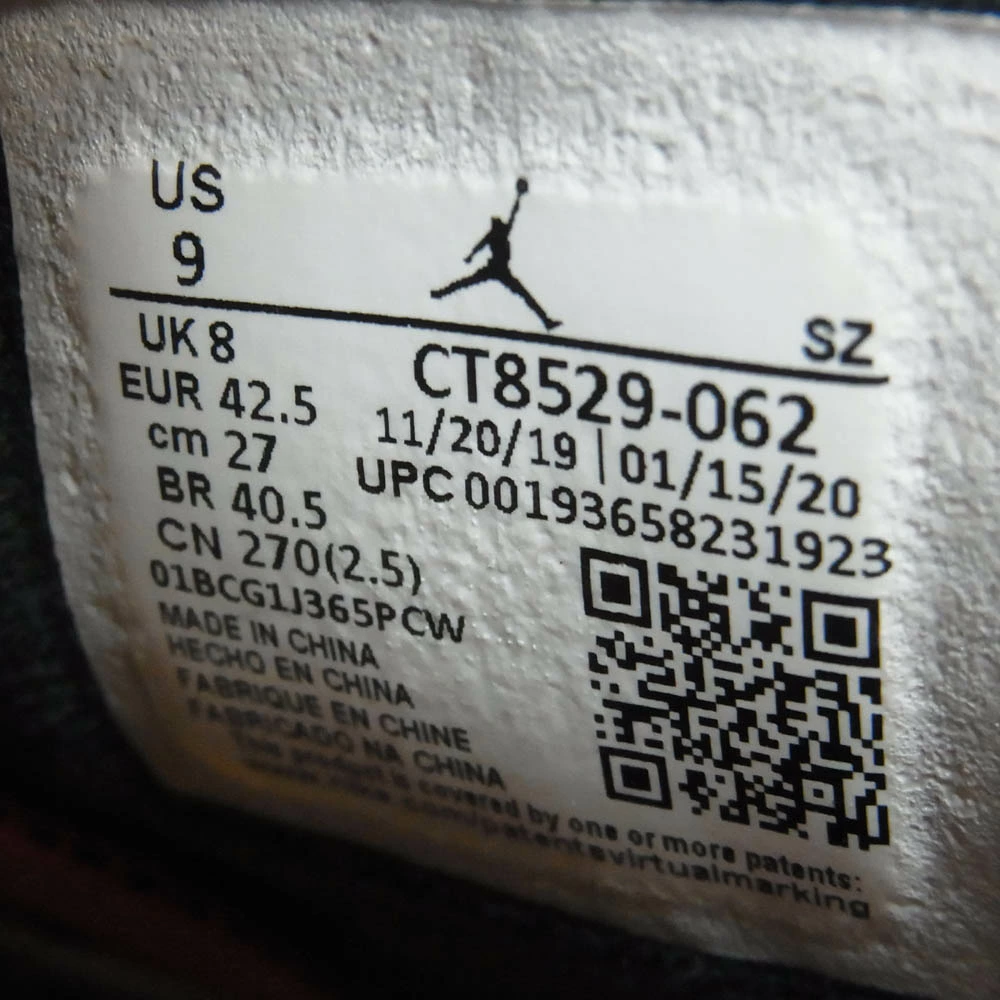 US
9
SZ
UK 8
EUR 42.5
cm 27
BR 40.5
CN 270(2.5)
01BCG1J365PCW
CT8529-062
11/20/19 | 01/15/20
UPC 00193658231923
MADE IN CHINA
HECHO EN CHINA
FABRIQUE EN CHINE
FABRICADO NA CHINA
This product is covered by one or more patents:
www.nike.com/patentsvirtualmarking